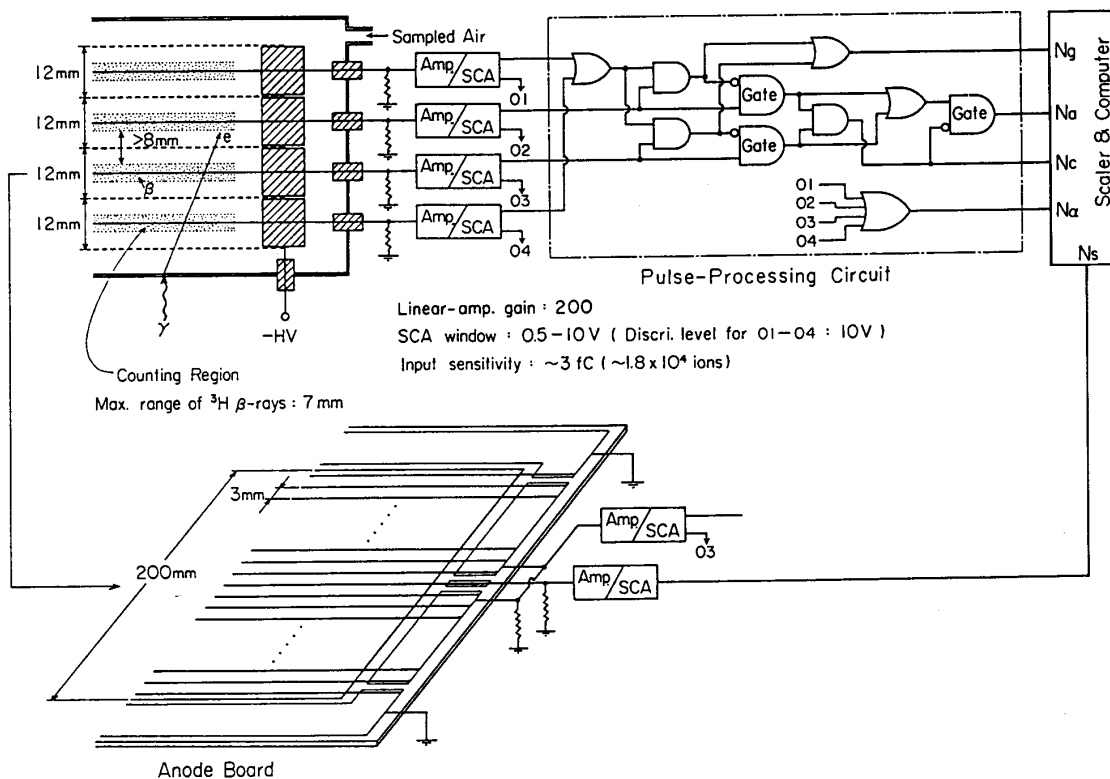 Sampled Air
12mm
12mm
12mm
12mm
>8mm
e
β
γ
-HV
Counting Region
Max. range of ³H β-rays : 7 mm
Amp./SCA
01
Amp./SCA
02
Amp./SCA
03
Amp./SCA
04
Gate
Gate
Gate
01
02
03
04
Pulse-Processing Circuit
Ng
Na
Nc
Nα
Ns
Scaler & Computer
Linear-amp. gain : 200
SCA window : 0.5–10V ( Discri. level for 01–04 : 10V )
Input sensitivity : ~3 fC ( ~1.8 x 10⁴ ions )
3mm
200mm
Amp./SCA
03
Amp./SCA
Anode Board